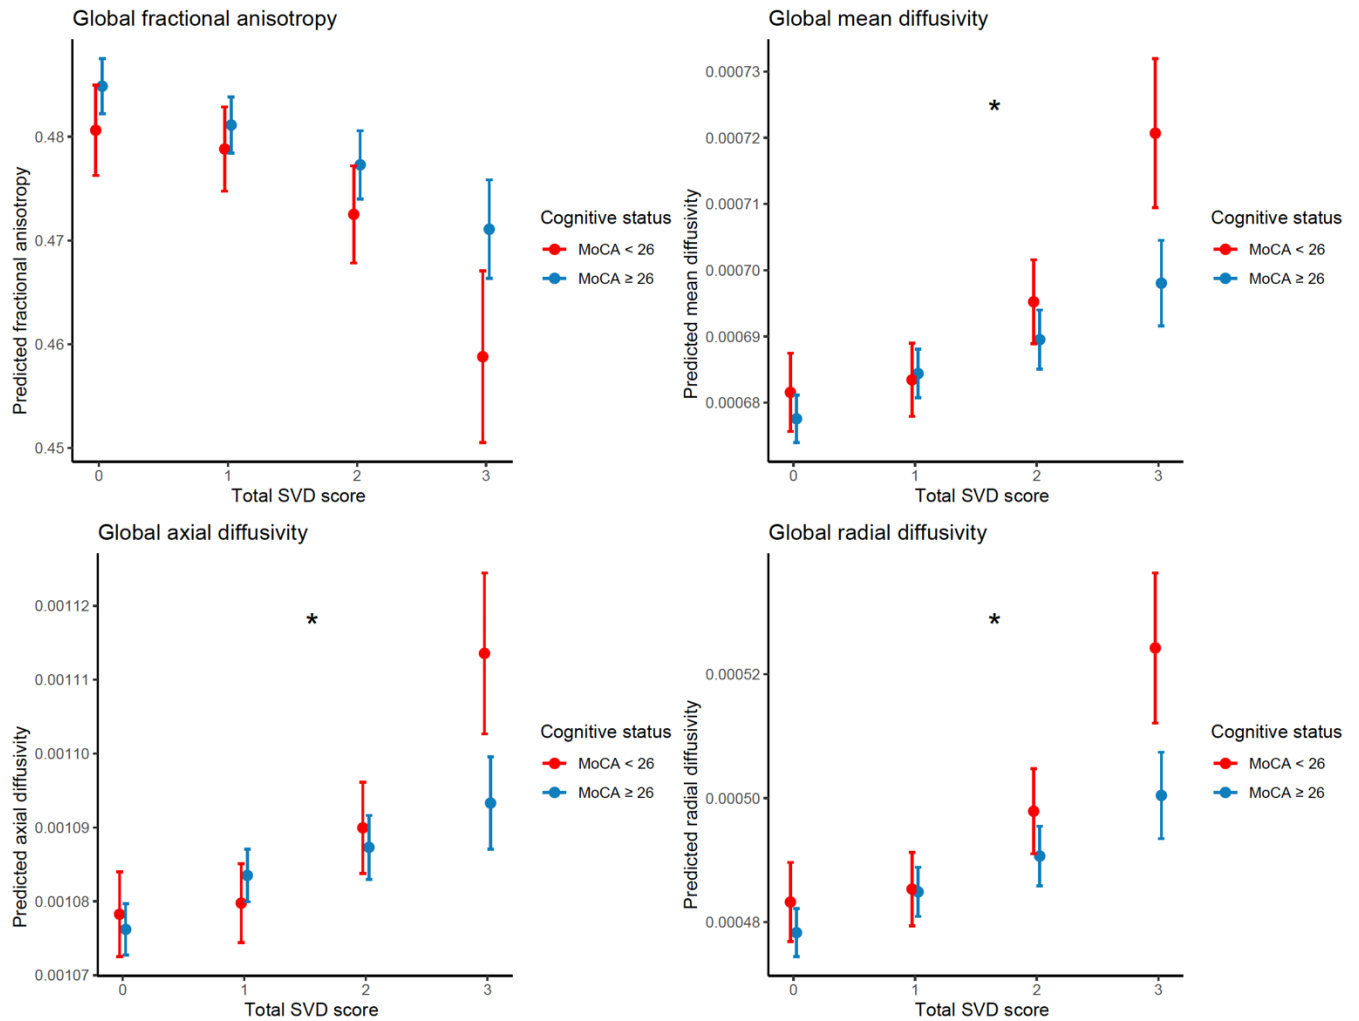 Global fractional anisotropy
Predicted fractional anisotropy
0.48
0.47
0.46
0.45
0
1
2
3
Total SVD score
Cognitive status
MoCA < 26
MoCA ≥ 26
Global mean diffusivity
Predicted mean diffusivity
0.00073
0.00072
0.00071
0.00070
0.00069
0.00068
*
0
1
2
3
Total SVD score
Cognitive status
MoCA < 26
MoCA ≥ 26
Global axial diffusivity
Predicted axial diffusivity
0.00112
0.00111
0.00110
0.00109
0.00108
0.00107
*
0
1
2
3
Total SVD score
Cognitive status
MoCA < 26
MoCA ≥ 26
Global radial diffusivity
Predicted radial diffusivity
0.00052
0.00050
0.00048
*
0
1
2
3
Total SVD score
Cognitive status
MoCA < 26
MoCA ≥ 26